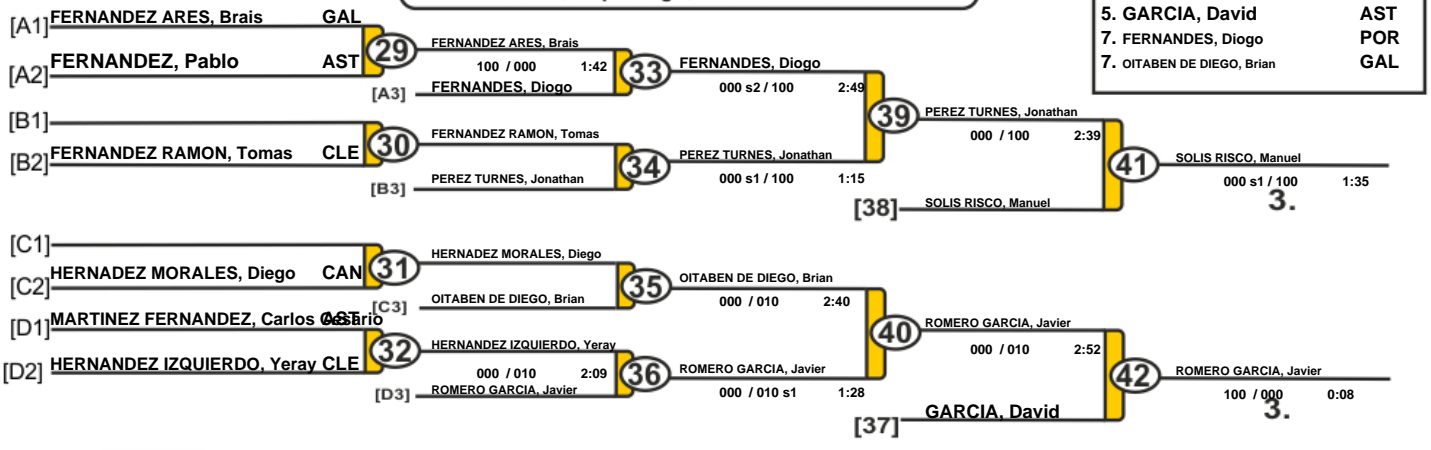 5. GARCIA, David AST
7. FERNANDES, Diogo POR
7. OITABEN DE DIEGO, Brian GAL
[A1] FERNANDEZ ARES, Brais GAL
[A2] FERNANDEZ, Pablo AST
29
FERNANDEZ ARES, Brais
100 / 000 1:42
[A3] FERNANDES, Diogo
33
FERNANDES, Diogo
000 s2 / 100 2:49
[B1]
[B2] FERNANDEZ RAMON, Tomas CLE
30
FERNANDEZ RAMON, Tomas
[B3] PEREZ TURNES, Jonathan
34
PEREZ TURNES, Jonathan
000 s1 / 100 1:15
39
PEREZ TURNES, Jonathan
000 / 100 2:39
[38] SOLIS RISCO, Manuel
41
SOLIS RISCO, Manuel
000 s1 / 100 1:35
3.
[C1]
[C2] HERNADEZ MORALES, Diego CAN
31
HERNADEZ MORALES, Diego
[C3] OITABEN DE DIEGO, Brian
35
OITABEN DE DIEGO, Brian
000 / 010 2:40
[D1] MARTINEZ FERNANDEZ, Carlos Cesario AST
[D2] HERNANDEZ IZQUIERDO, Yeray CLE
32
HERNANDEZ IZQUIERDO, Yeray
000 / 010 2:09
[D3] ROMERO GARCIA, Javier
36
ROMERO GARCIA, Javier
000 / 010 s1 1:28
40
ROMERO GARCIA, Javier
000 / 010 2:52
[37] GARCIA, David
42
ROMERO GARCIA, Javier
100 / 000 0:08
3.